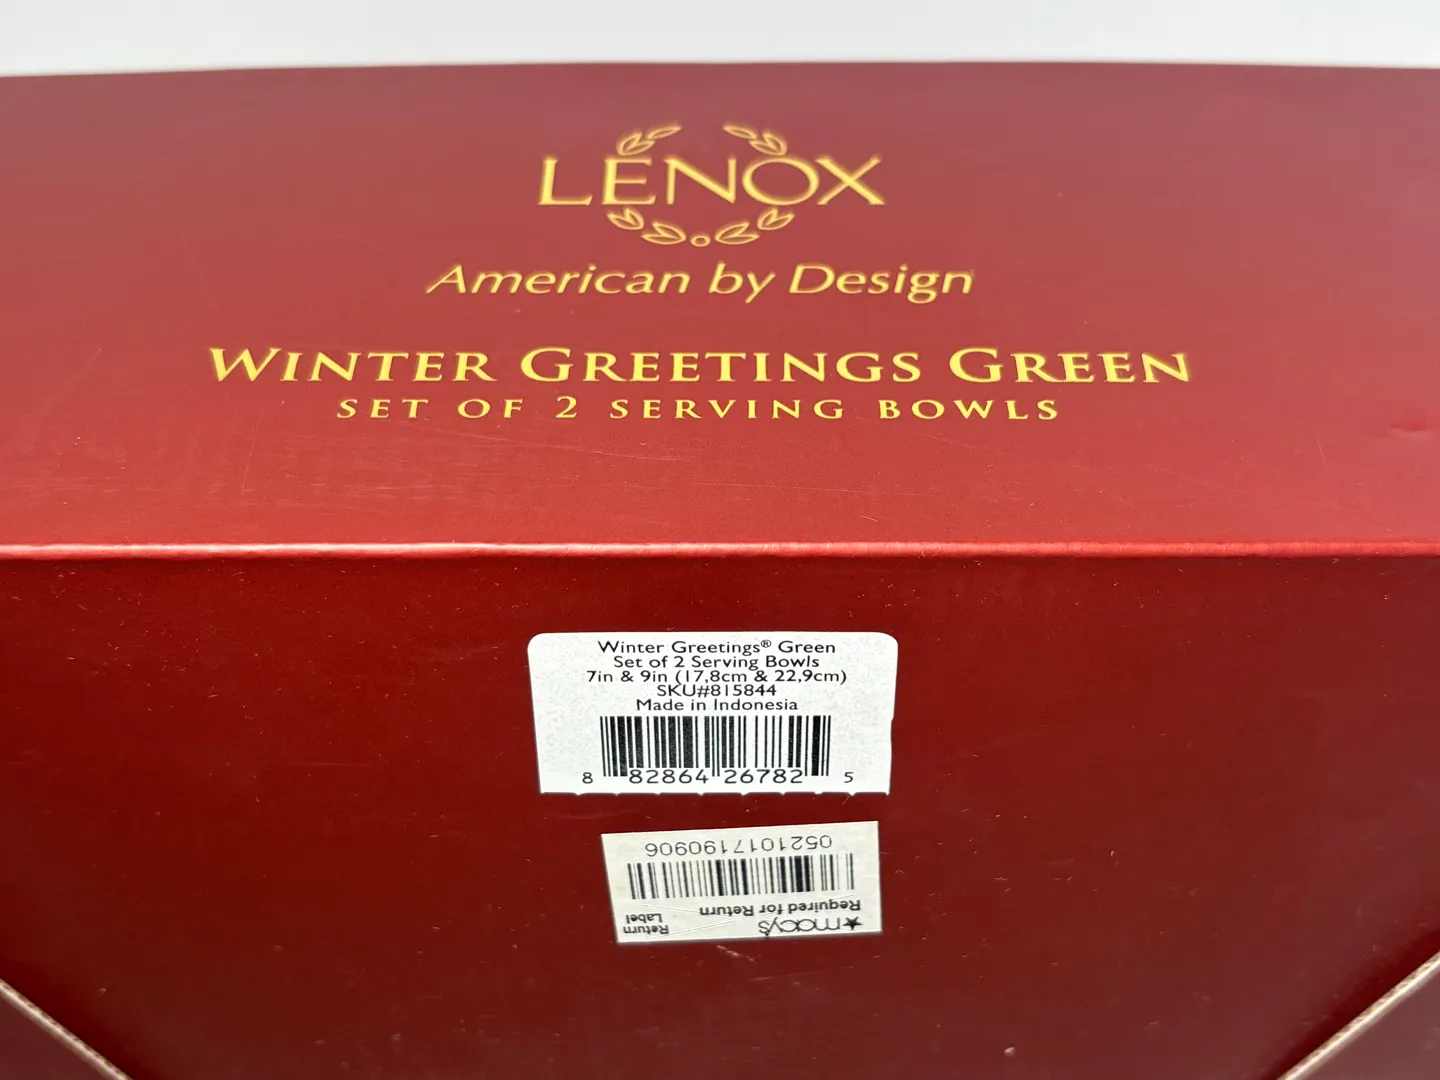 LENOX
American by Design
WINTER GREETINGS GREEN
SET OF 2 SERVING BOWLS
Winter Greetings® Green
Set of 2 Serving Bowls
7in & 9in (17,8cm & 22,9cm)
SKU#815844
Made in Indonesia
8 82864 26782 5
★macy's Return
Required for Return Label
0521017190906